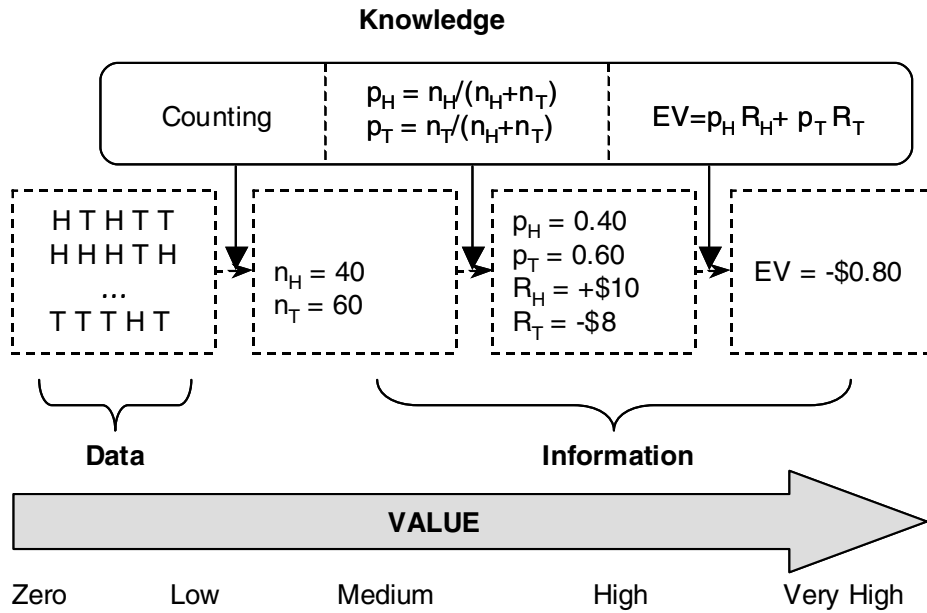 Knowledge
Counting
p_H = n_H/(n_H+n_T)
p_T = n_T/(n_H+n_T)
EV=p_H R_H+ p_T R_T
H T H T T
H H H T H
...
T T T H T
n_H = 40
n_T = 60
p_H = 0.40
p_T = 0.60
R_H = +$10
R_T = -$8
EV = -$0.80
Data
Information
VALUE
Zero Low Medium High Very High